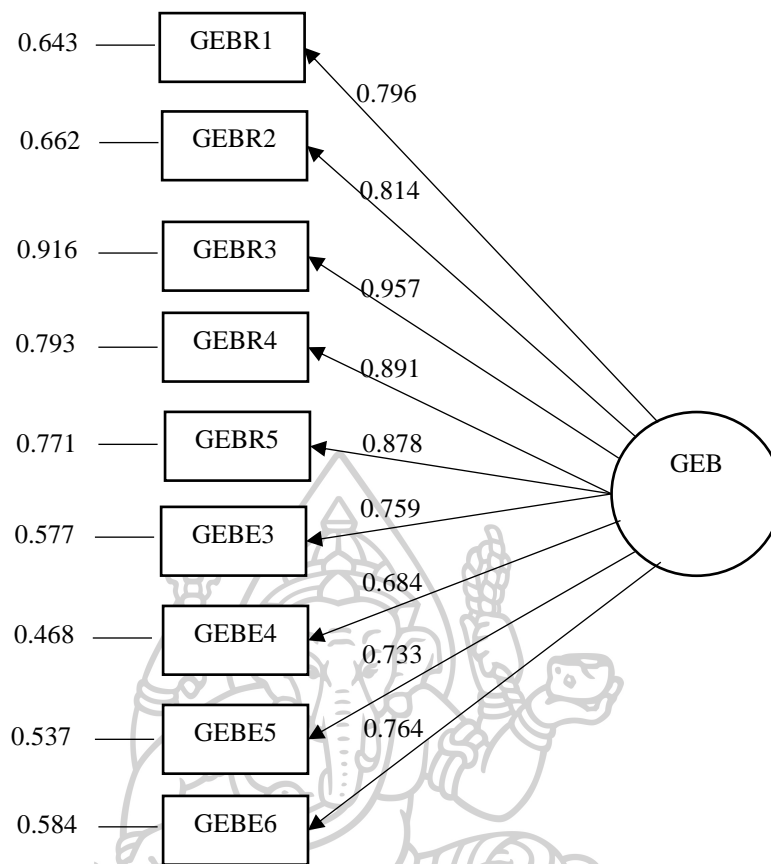 0.643 GEBR1
0.796
0.662 GEBR2
0.814
0.916 GEBR3
0.957
0.793 GEBR4
0.891
0.771 GEBR5
0.878
GEB
0.759
0.577 GEBE3
0.684
0.468 GEBE4
0.733
0.537 GEBE5
0.764
0.584 GEBE6